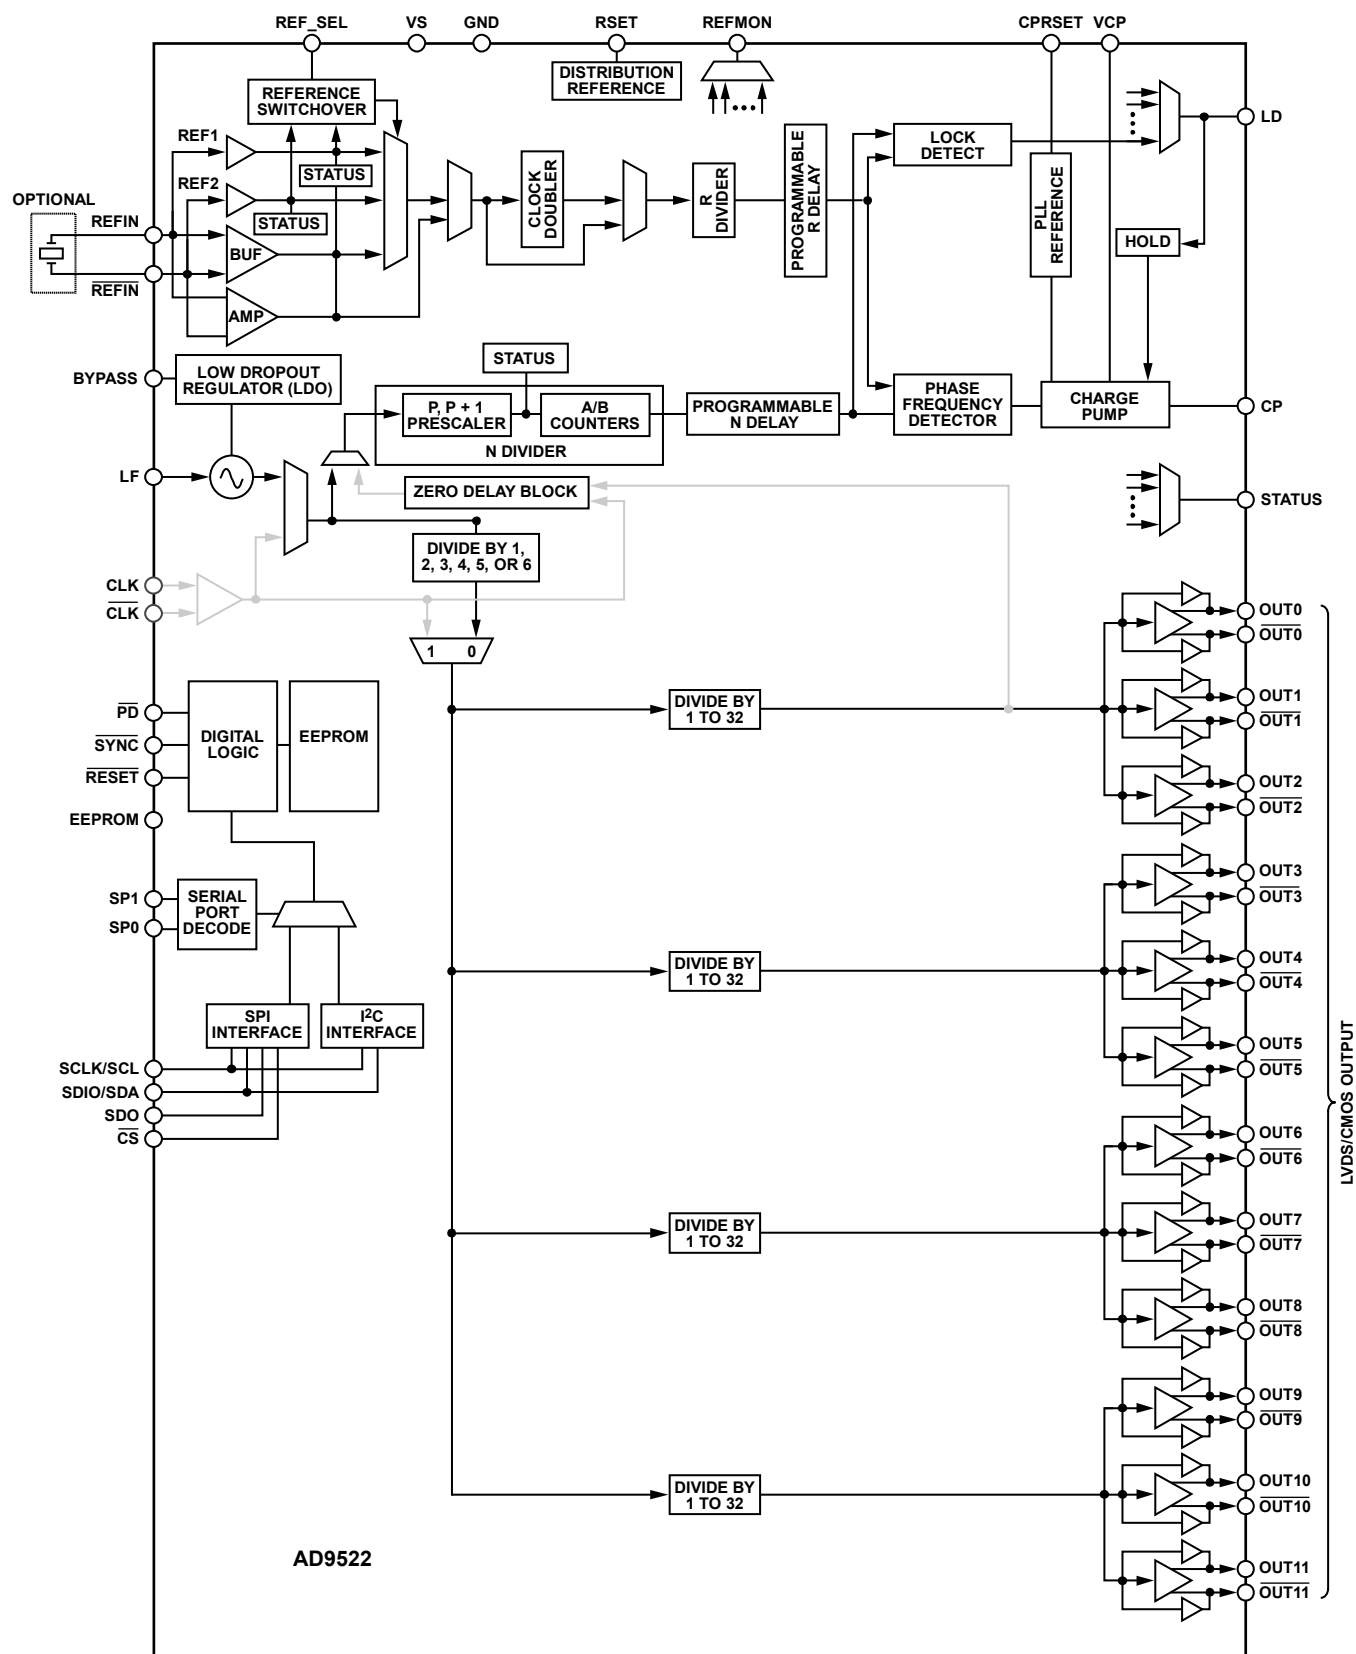 REF_SEL
VS
GND
RSET
REFMON
CPRSET
VCP
REFERENCE
SWITCHOVER
DISTRIBUTION
REFERENCE
LD
REF1
REF2
STATUS
STATUS
OPTIONAL
REFIN
REFIN
BUF
AMP
CLOCK
DOUBLER
R
DIVIDER
PROGRAMMABLE
R DELAY
LOCK
DETECT
PLL
REFERENCE
HOLD
BYPASS
LOW DROPOUT
REGULATOR (LDO)
STATUS
P, P + 1
PRESCALER
A/B
COUNTERS
N DIVIDER
PROGRAMMABLE
N DELAY
PHASE
FREQUENCY
DETECTOR
CHARGE
PUMP
CP
LF
ZERO DELAY BLOCK
STATUS
DIVIDE BY 1,
2, 3, 4, 5, OR 6
CLK
CLK
1 0
PD
SYNC
RESET
EEPROM
DIGITAL
LOGIC
EEPROM
SP1
SP0
SERIAL
PORT
DECODE
SPI
INTERFACE
I²C
INTERFACE
SCLK/SCL
SDIO/SDA
SDO
CS
DIVIDE BY
1 TO 32
DIVIDE BY
1 TO 32
DIVIDE BY
1 TO 32
DIVIDE BY
1 TO 32
OUT0
OUT0
OUT1
OUT1
OUT2
OUT2
OUT3
OUT3
OUT4
OUT4
OUT5
OUT5
OUT6
OUT6
OUT7
OUT7
OUT8
OUT8
OUT9
OUT9
OUT10
OUT10
OUT11
OUT11
LVDS/CMOS OUTPUT
AD9522